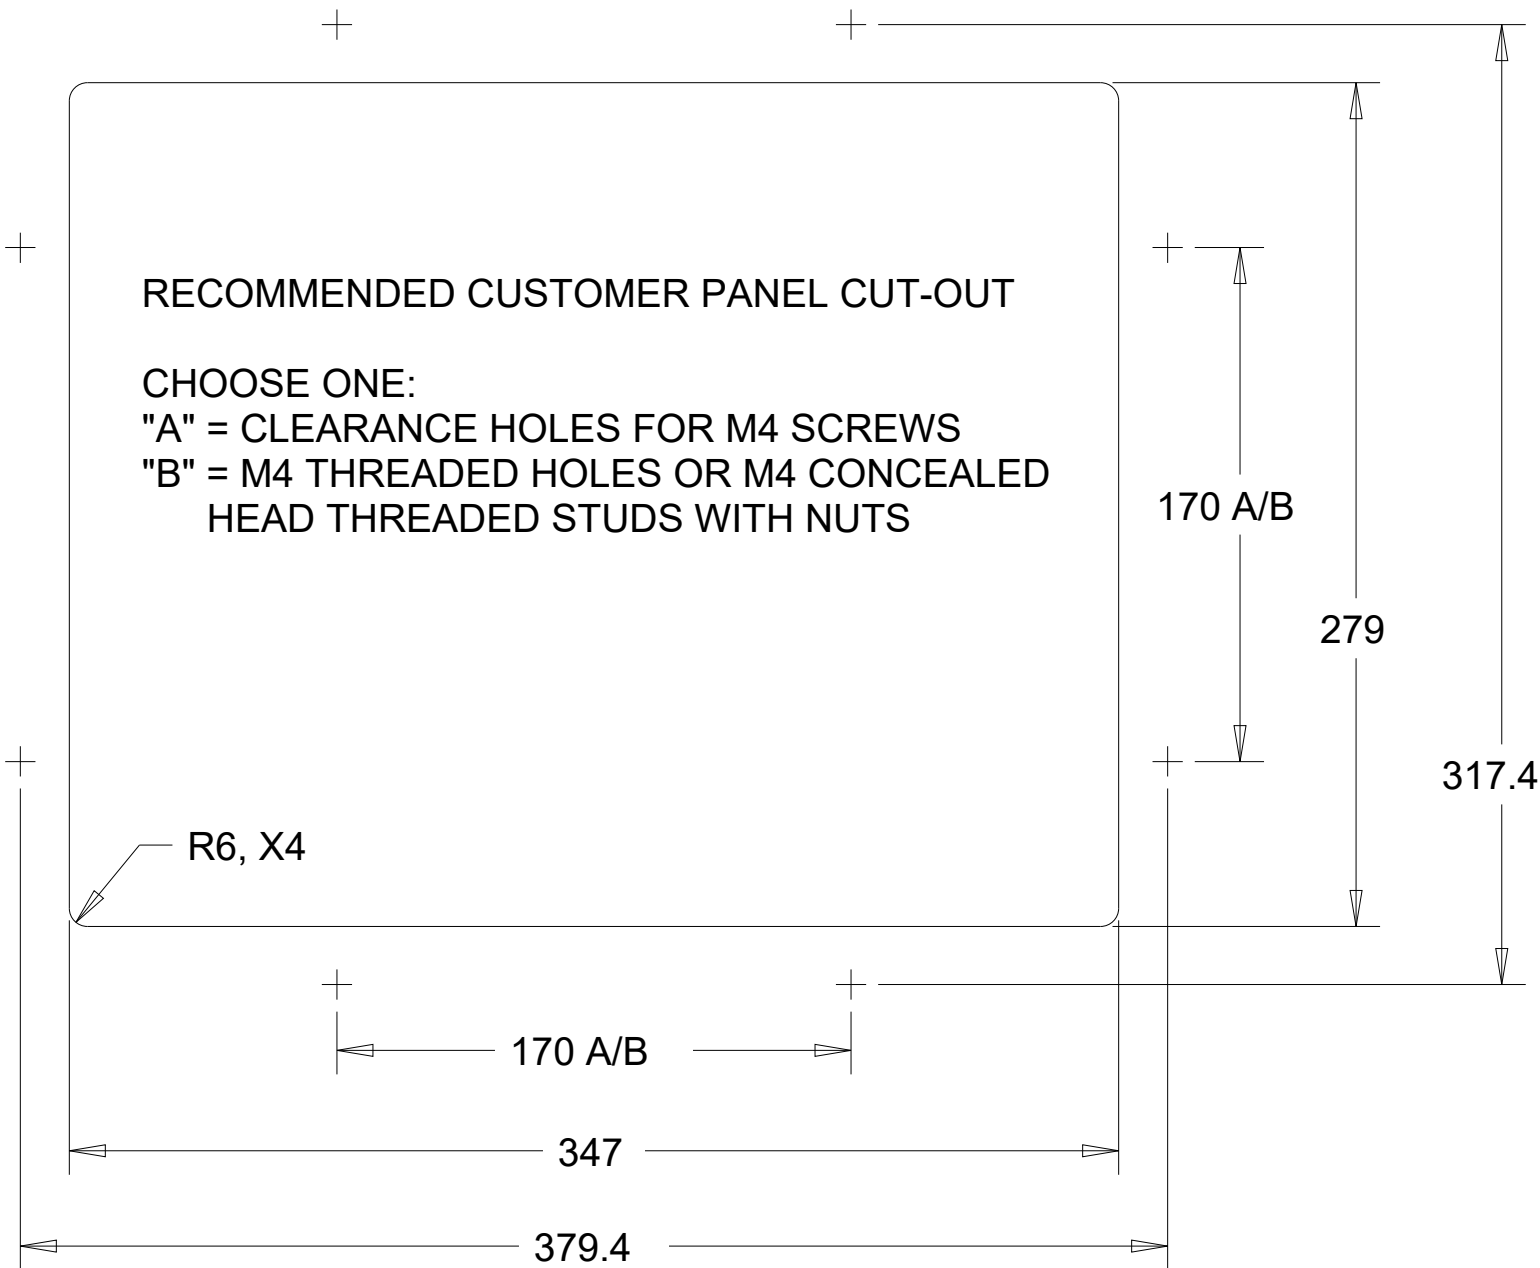 RECOMMENDED CUSTOMER PANEL CUT-OUT
CHOOSE ONE:
"A" = CLEARANCE HOLES FOR M4 SCREWS
"B" = M4 THREADED HOLES OR M4 CONCEALED
HEAD THREADED STUDS WITH NUTS
170 A/B
279
317.4
R6, X4
170 A/B
347
379.4